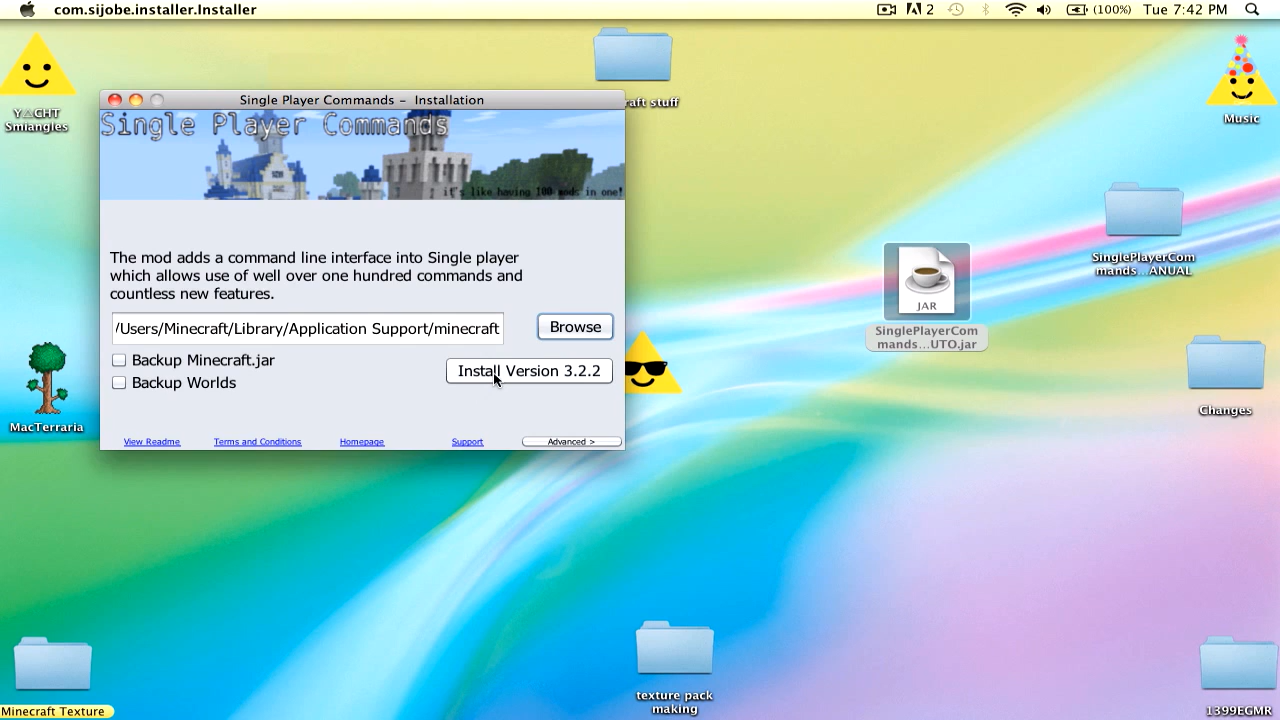 com.sijobe.installer.Installer
2
(100%)
Tue 7:42 PM
Y△CHT
Smiangles
raft stuff
Music
Single Player Commands - Installation
Single Player Commands
it's like having 100 mods in one!
The mod adds a command line interface into Single player
which allows use of well over one hundred commands and
countless new features.
/Users/Minecraft/Library/Application Support/minecraft
Browse
Backup Minecraft.jar
Install Version 3.2.2
Backup Worlds
View Readme
Terms and Conditions
Homepage
Support
Advanced >
SinglePlayerCom
mands...ANUAL
JAR
SinglePlayerCom
mands...UTO.jar
MacTerraria
Changes
Minecraft Texture
texture pack
making
1399EGMR